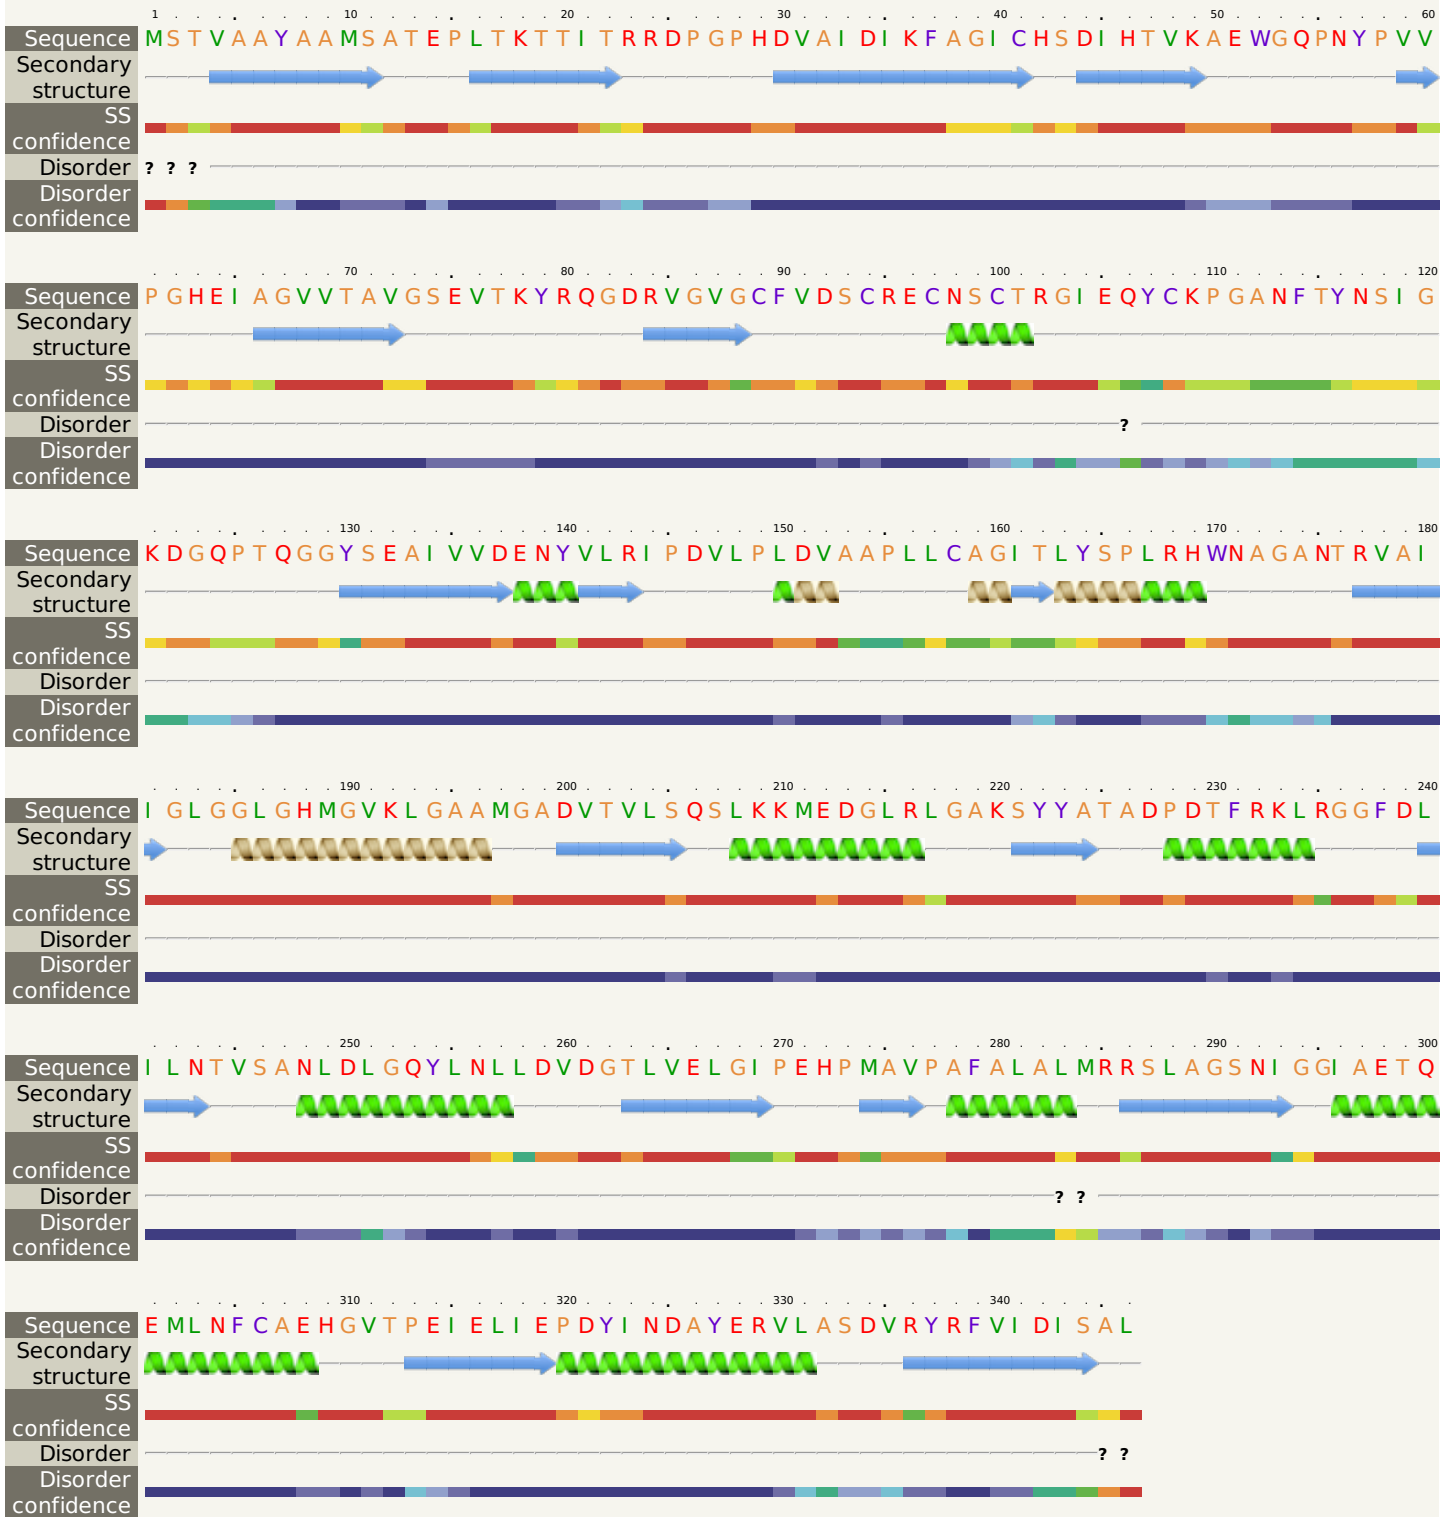 1 10 20 30 40 50 60
Sequence MSTVAAYAAMSATEPLTKTTITRRDPGPHDVAIDIKFAGICHSDIHTVKAEWGQPNYPVV
Secondary
structure
SS
confidence
Disorder ? ? ?
Disorder
confidence
70 80 90 100 110 120
Sequence PGHEIAGVVTAVGSEVTKYRQGDRVGVGCFVDSCRECNSCTRGIEQYCKPGANFTYNSIG
Secondary
structure
SS
confidence
Disorder ?
Disorder
confidence
130 140 150 160 170 180
Sequence KDGQPTQGGYSEAIVVDENYVLRIPDVLPLDVAAPLLCAGITLYSPLRHWNAGANTRVAI
Secondary
structure
SS
confidence
Disorder
Disorder
confidence
190 200 210 220 230 240
Sequence IGLGGLGHMGVKLGAAMGADVTVLSQSLKKMEDGLRLGAKSYYATADPDTFRKLRGGFDL
Secondary
structure
SS
confidence
Disorder
Disorder
confidence
250 260 270 280 290 300
Sequence ILNTVSANLDLGQYLNLLDVDGTLVELGIPEHPMAVPAFALALMRRSLAGSNIGGIAETQ
Secondary
structure
SS
confidence
Disorder ? ?
Disorder
confidence
310 320 330 340
Sequence EMLNFCAEHGVTPEIELIEPDYINDAYERVLASDVRYRFVIDISAL
Secondary
structure
SS
confidence
Disorder ? ?
Disorder
confidence